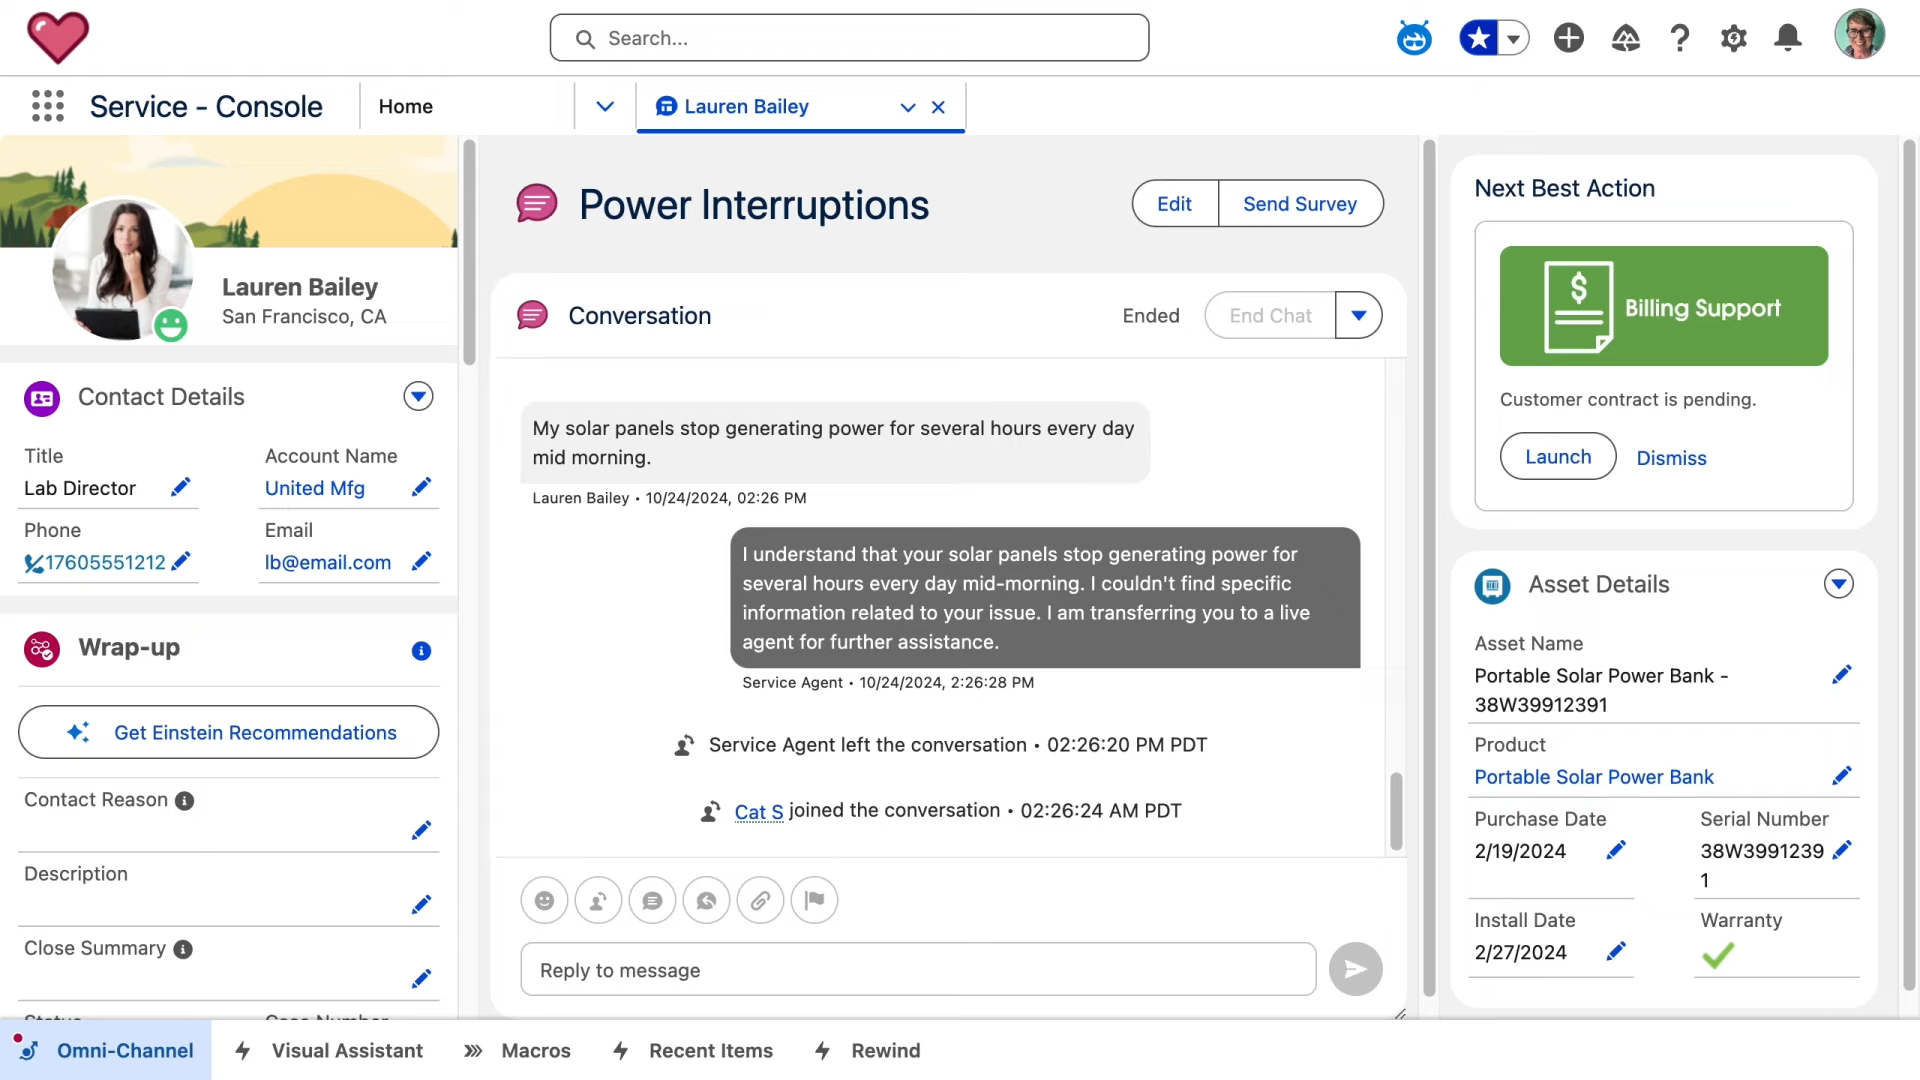 Search...
Service - Console
Home
Lauren Bailey
Lauren Bailey
San Francisco, CA
Contact Details
Title
Account Name
Lab Director
United Mfg
Phone
Email
17605551212
lb@email.com
Wrap-up
Get Einstein Recommendations
Contact Reason
Description
Close Summary
Status
Case Number
Power Interruptions
Edit
Send Survey
Conversation
Ended
End Chat
My solar panels stop generating power for several hours every day
mid morning.
Lauren Bailey • 10/24/2024, 02:26 PM
I understand that your solar panels stop generating power for
several hours every day mid-morning. I couldn't find specific
information related to your issue. I am transferring you to a live
agent for further assistance.
Service Agent • 10/24/2024, 2:26:28 PM
Service Agent left the conversation • 02:26:20 PM PDT
Cat S joined the conversation • 02:26:24 AM PDT
Reply to message
Next Best Action
$
Billing Support
Customer contract is pending.
Launch
Dismiss
Asset Details
Asset Name
Portable Solar Power Bank -
38W39912391
Product
Portable Solar Power Bank
Purchase Date
Serial Number
2/19/2024
38W3991239
1
Install Date
Warranty
2/27/2024
Omni-Channel
Visual Assistant
Macros
Recent Items
Rewind